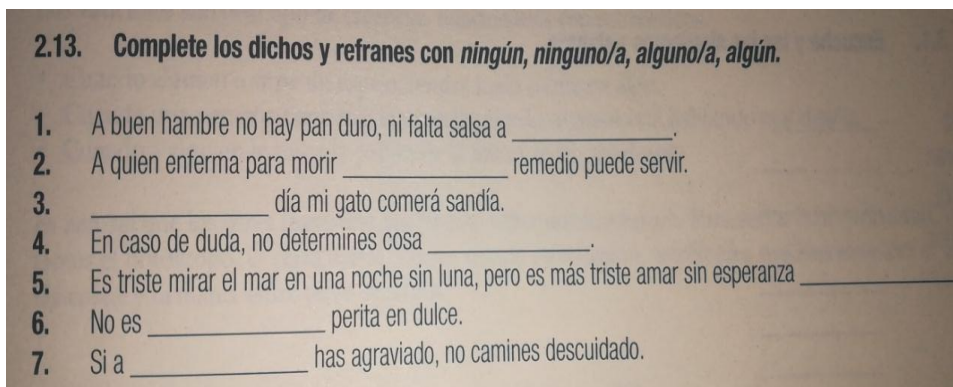 2.13. Complete los dichos y refranes con ningún, ninguno/a, alguno/a, algún.
1. A buen hambre no hay pan duro, ni falta salsa a ____________.
2. A quien enferma para morir ____________ remedio puede servir.
3. ____________ día mi gato comerá sandía.
4. En caso de duda, no determines cosa ____________.
5. Es triste mirar el mar en una noche sin luna, pero es más triste amar sin esperanza ____________
6. No es ____________ perita en dulce.
7. Si a ____________ has agraviado, no camines descuidado.